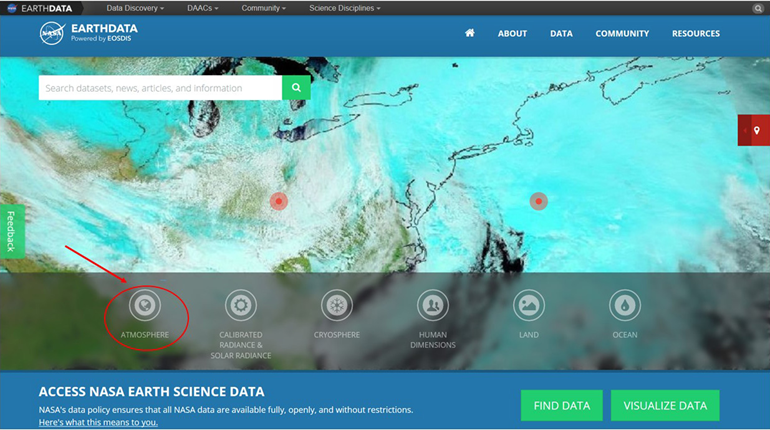 EARTHDATA Data Discovery DAACs Community Science Disciplines
NASA EARTHDATA
Powered by EOSDIS
ABOUT DATA COMMUNITY RESOURCES
Search datasets, news, articles, and information
Feedback
ATMOSPHERE
CALIBRATED
RADIANCE &
SOLAR RADIANCE
CRYOSPHERE
HUMAN
DIMENSIONS
LAND
OCEAN
ACCESS NASA EARTH SCIENCE DATA
NASA's data policy ensures that all NASA data are available fully, openly, and without restrictions.
Here's what this means to you.
FIND DATA VISUALIZE DATA